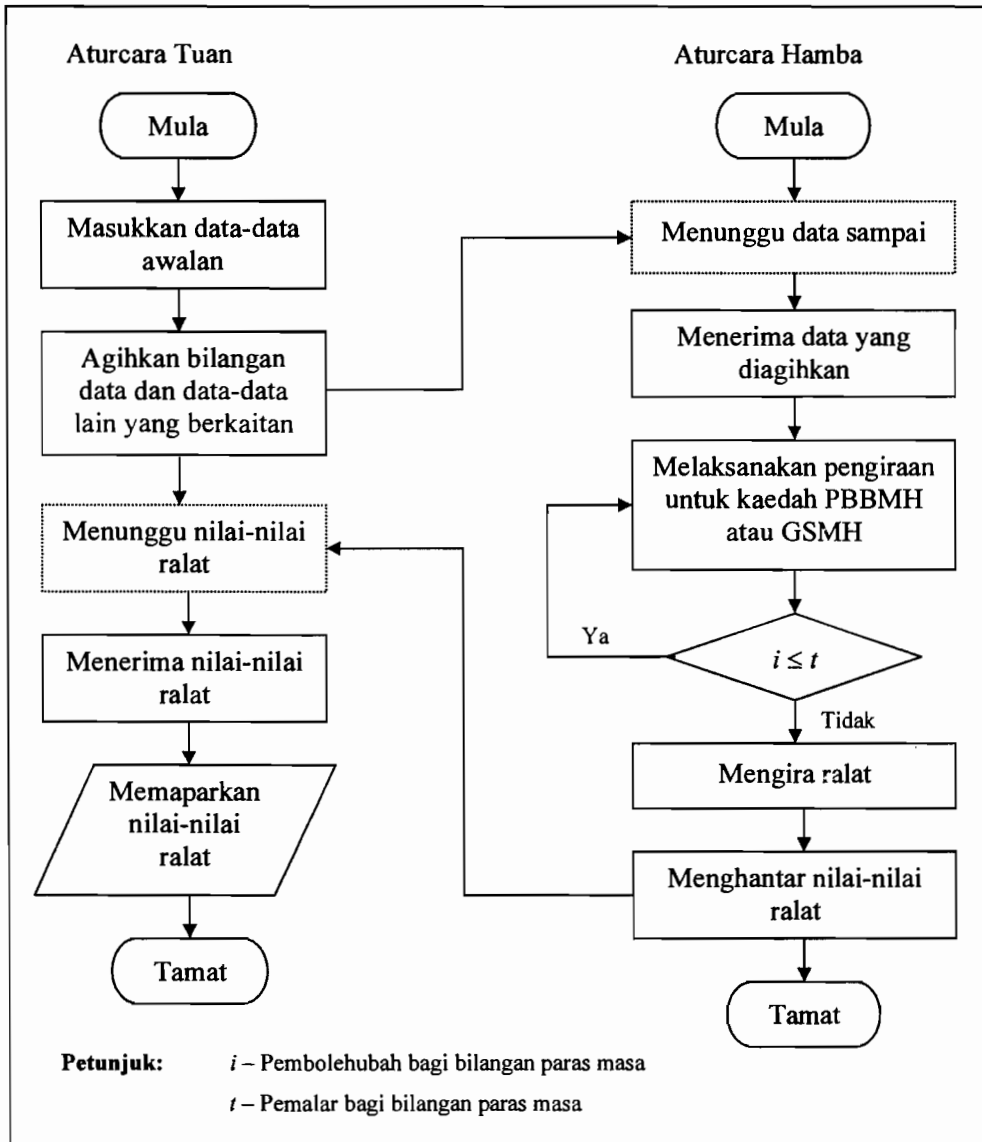 Aturcara Tuan
Mula
Masukkan data-data
awalan
Agihkan bilangan
data dan data-data
lain yang berkaitan
Menunggu nilai-nilai
ralat
Menerima nilai-nilai
ralat
Memaparkan
nilai-nilai
ralat
Tamat
Aturcara Hamba
Mula
Menunggu data sampai
Menerima data yang
diagihkan
Melaksanakan pengiraan
untuk kaedah PBBMH
atau GSMH
Ya
i ≤ t
Tidak
Mengira ralat
Menghantar nilai-nilai
ralat
Tamat
Petunjuk: i – Pembolehubah bagi bilangan paras masa
t – Pemalar bagi bilangan paras masa